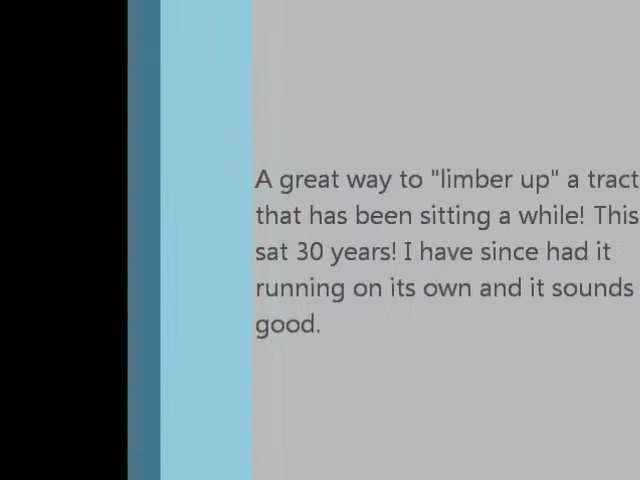 A great way to "limber up" a tract
that has been sitting a while! This
sat 30 years! I have since had it
running on its own and it sounds
good.